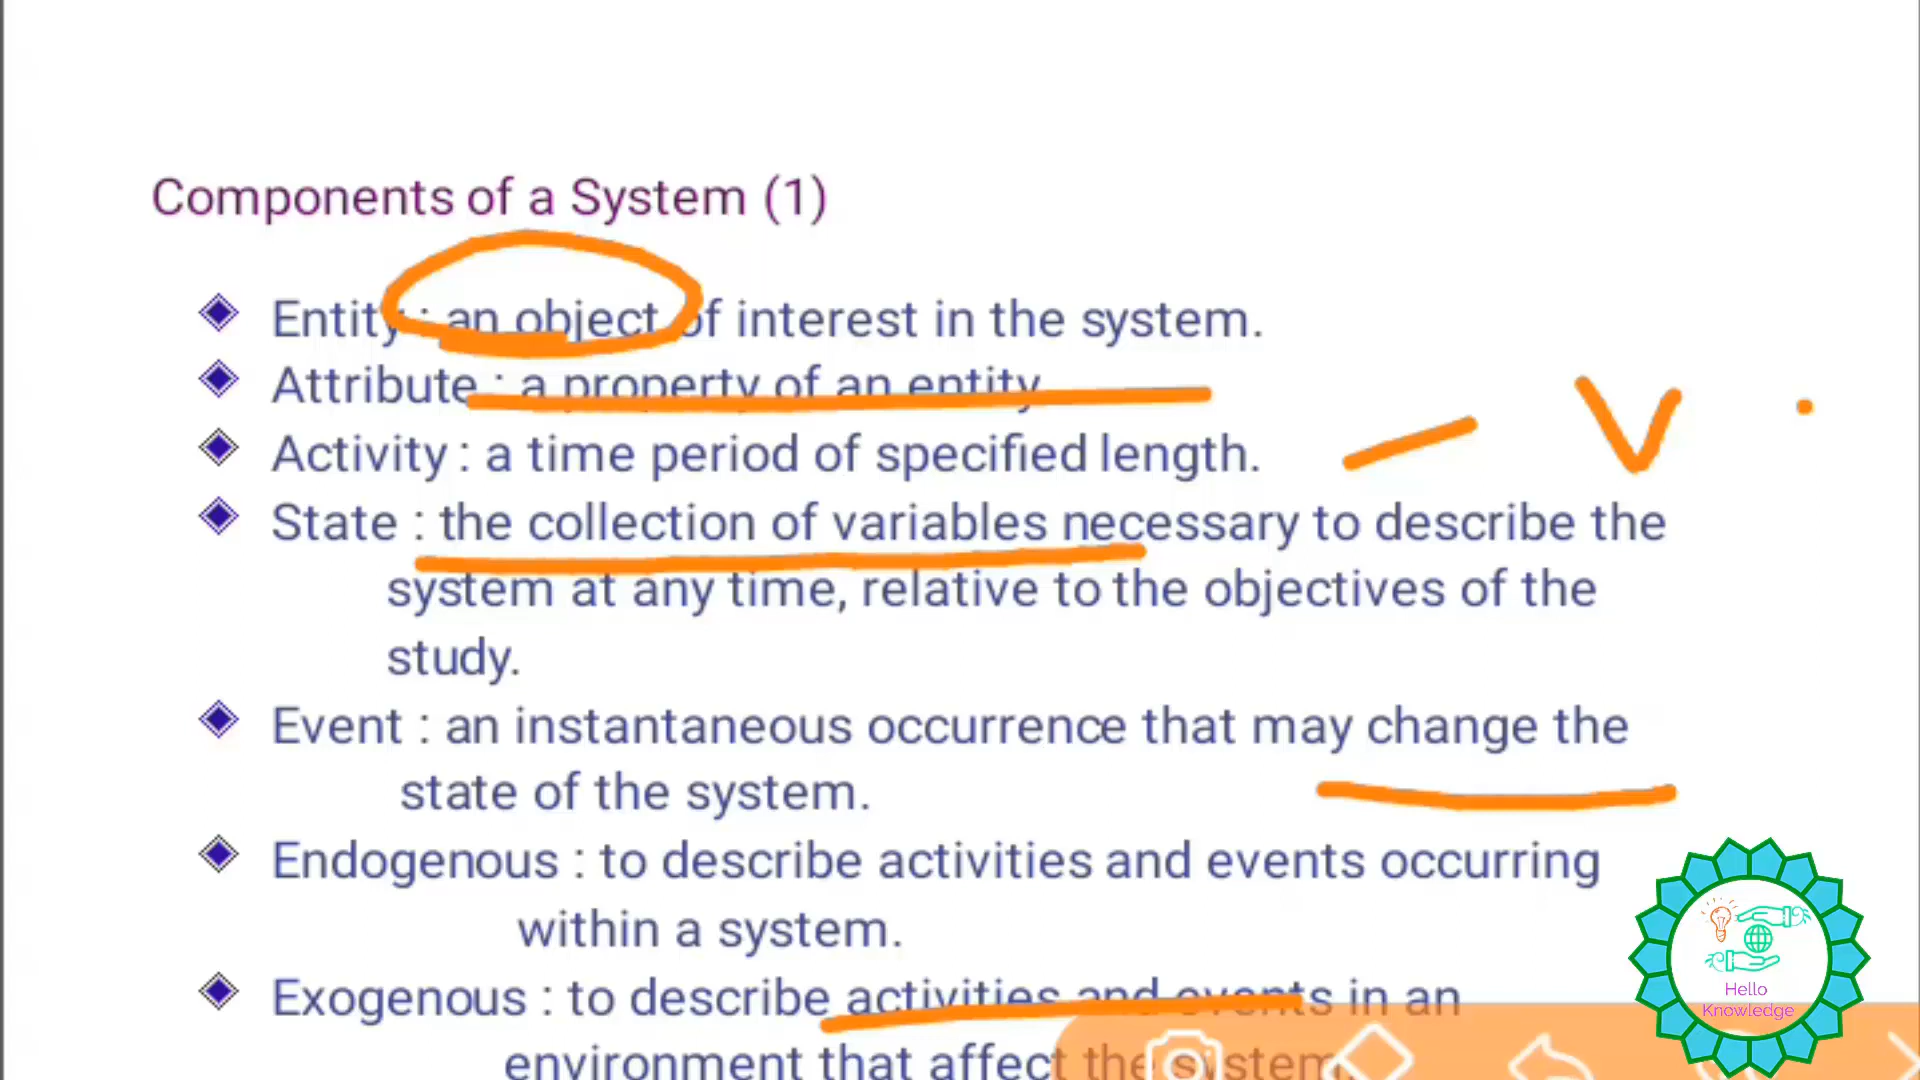 Components of a System (1)
Entity : an object of interest in the system.
Attribute : a property of an entity
Activity : a time period of specified length.
State : the collection of variables necessary to describe the
system at any time, relative to the objectives of the
study.
Event : an instantaneous occurrence that may change the
state of the system.
Endogenous : to describe activities and events occurring
within a system.
Exogenous : to describe activities and events in an
environment that affect the system.
Hello
Knowledge